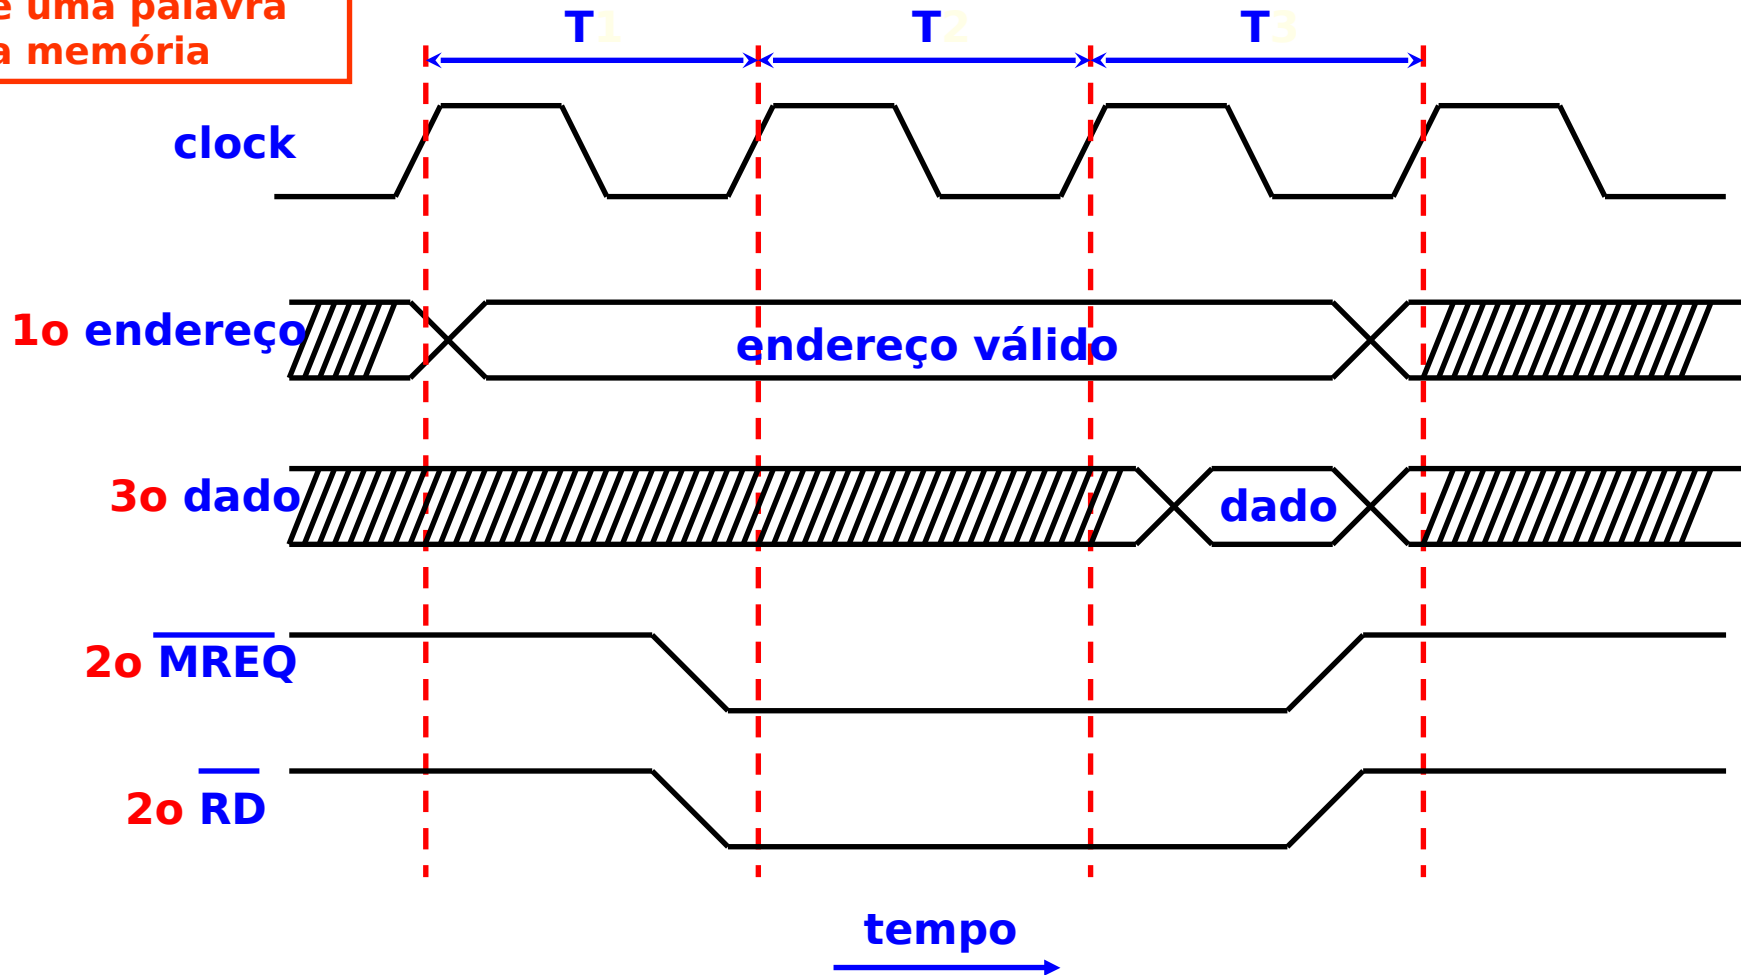 e uma palavra
a memória
T1 T2 T3
clock
1o endereço
endereço válido
3o dado
dado
2o MREQ
2o RD
tempo